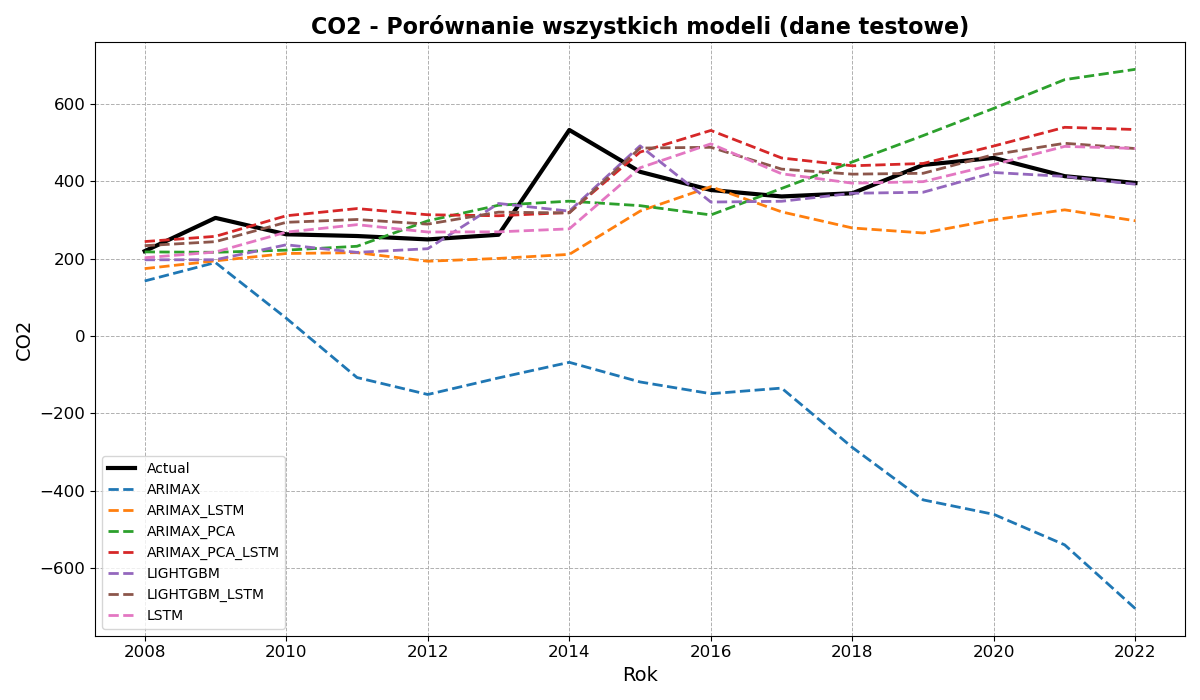 CO2 - Porównanie wszystkich modeli (dane testowe)
CO2
600
400
200
0
−200
−400
−600
Actual
ARIMAX
ARIMAX_LSTM
ARIMAX_PCA
ARIMAX_PCA_LSTM
LIGHTGBM
LIGHTGBM_LSTM
LSTM
2008 2010 2012 2014 2016 2018 2020 2022
Rok